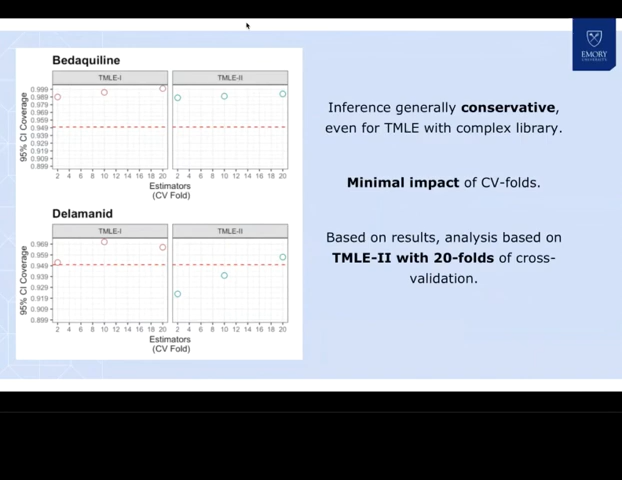 EMORY
UNIVERSITY
Bedaquiline
TMLE-I
TMLE-II
95% CI Coverage
0.999
0.989
0.979
0.969
0.959
0.949
0.939
0.929
0.919
0.909
0.899
2 4 6 8 10 12 14 16 18 20
2 4 6 8 10 12 14 16 18 20
Estimators
(CV Fold)
Delamanid
TMLE-I
TMLE-II
95% CI Coverage
0.969
0.959
0.949
0.939
0.929
0.919
0.909
0.899
2 4 6 8 10 12 14 16 18 20
2 4 6 8 10 12 14 16 18 20
Estimators
(CV Fold)
Inference generally conservative,
even for TMLE with complex library.
Minimal impact of CV-folds.
Based on results, analysis based on
TMLE-II with 20-folds of cross-
validation.